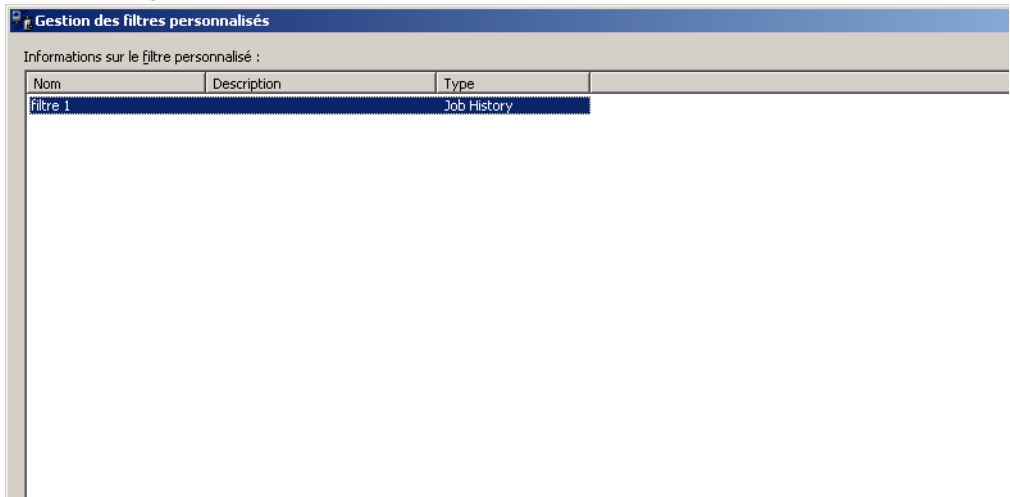 Gestion des filtres personnalisés
Informations sur le filtre personnalisé :
Nom Description Type
filtre 1 Job History